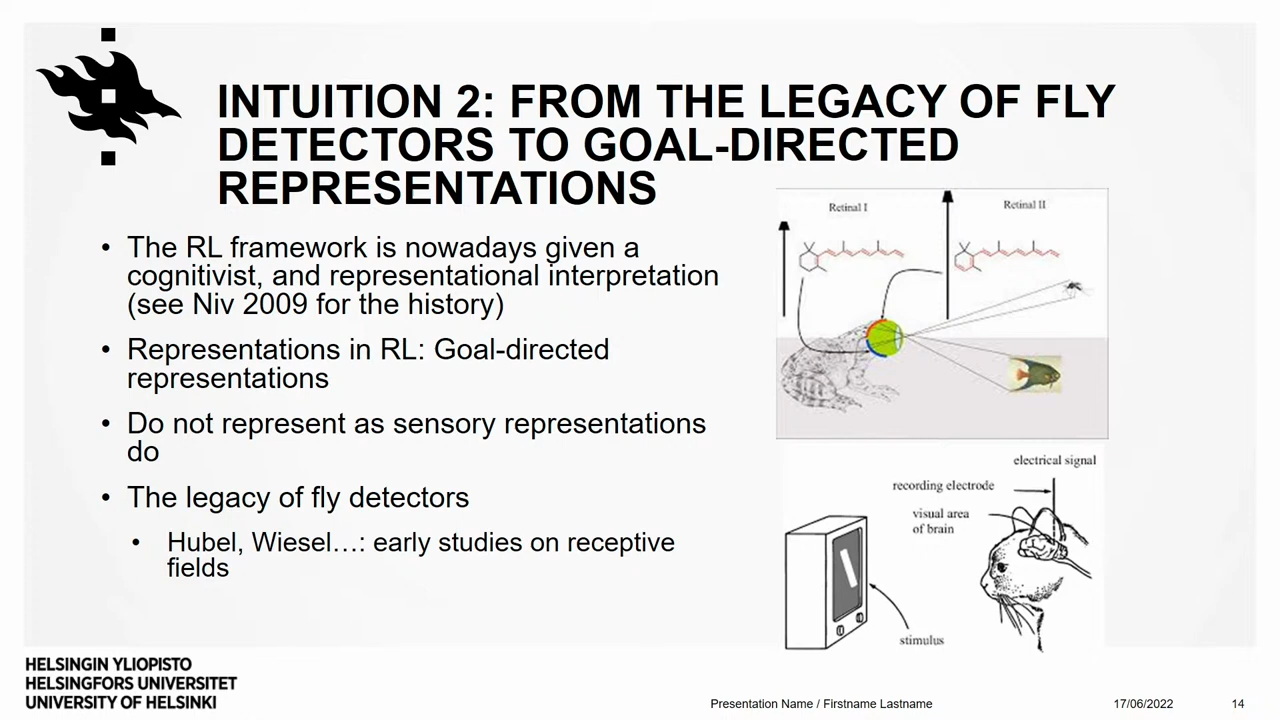 INTUITION 2: FROM THE LEGACY OF FLY
DETECTORS TO GOAL-DIRECTED
REPRESENTATIONS
• The RL framework is nowadays given a
cognitivist, and representational interpretation
(see Niv 2009 for the history)
• Representations in RL: Goal-directed
representations
• Do not represent as sensory representations
do
• The legacy of fly detectors
• Hubel, Wiesel…: early studies on receptive
fields
Retinal I
Retinal II
electrical signal
recording electrode
visual area
of brain
stimulus
HELSINGIN YLIOPISTO
HELSINGFORS UNIVERSITET
UNIVERSITY OF HELSINKI
Presentation Name / Firstname Lastname
17/06/2022
14